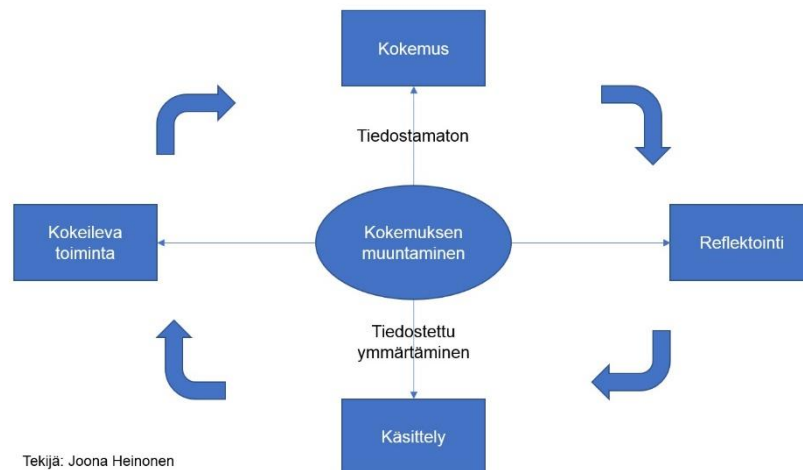 Kokemus
Tiedostamaton
Kokeileva
toiminta
Kokemuksen
muuntaminen
Reflektointi
Tiedostettu
ymmärtäminen
Käsittely
Tekijä: Joona Heinonen